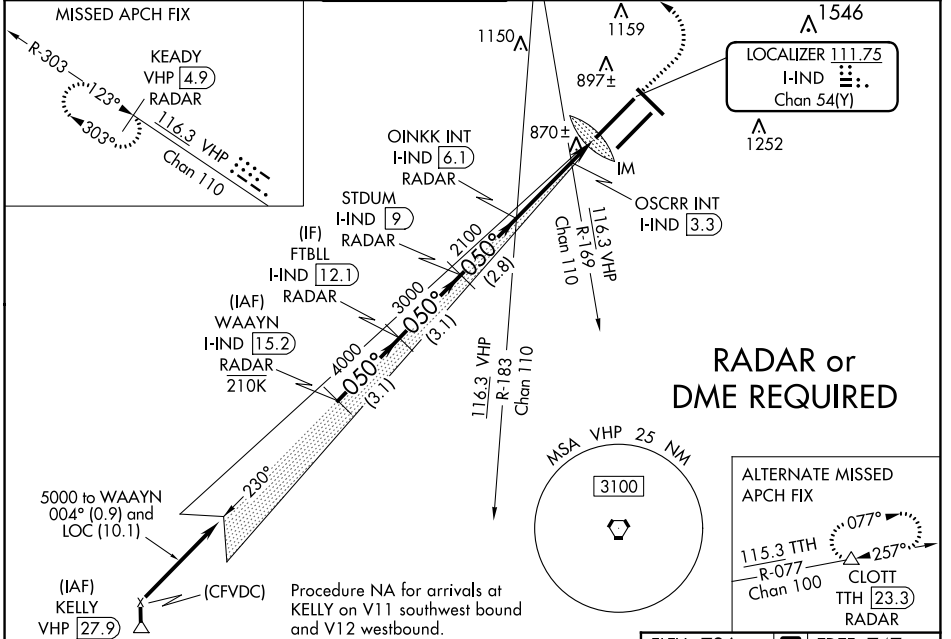 MISSED APCH FIX
R-303
KEADY
VHP 4.9
RADAR
123°
303°
116.3 VHP
Chan 110
1150
1159
1546
897±
LOCALIZER 111.75
I-IND
Chan 54(Y)
870±
1252
IM
OINKK INT
I-IND 6.1
RADAR
OSCRR INT
I-IND 3.3
STDUM
I-IND 9
RADAR
(IF)
FTBLL
I-IND 12.1
RADAR
(IAF)
WAAYN
I-IND 15.2
RADAR
210K
2100
050°
(2.8)
3000
050°
(3.1)
4000
050°
(3.1)
116.3 VHP
R-169
Chan 110
116.3 VHP
R-183
Chan 110
RADAR or
DME REQUIRED
230°
5000 to WAAYN
004° (0.9) and
LOC (10.1)
(IAF)
KELLY
VHP 27.9
(CFVDC)
Procedure NA for arrivals at
KELLY on V11 southwest bound
and V12 westbound.
MSA VHP 25 NM
3100
ALTERNATE MISSED
APCH FIX
077°
257°
115.3 TTH
R-077
Chan 100
CLOTT
TTH 23.3
RADAR